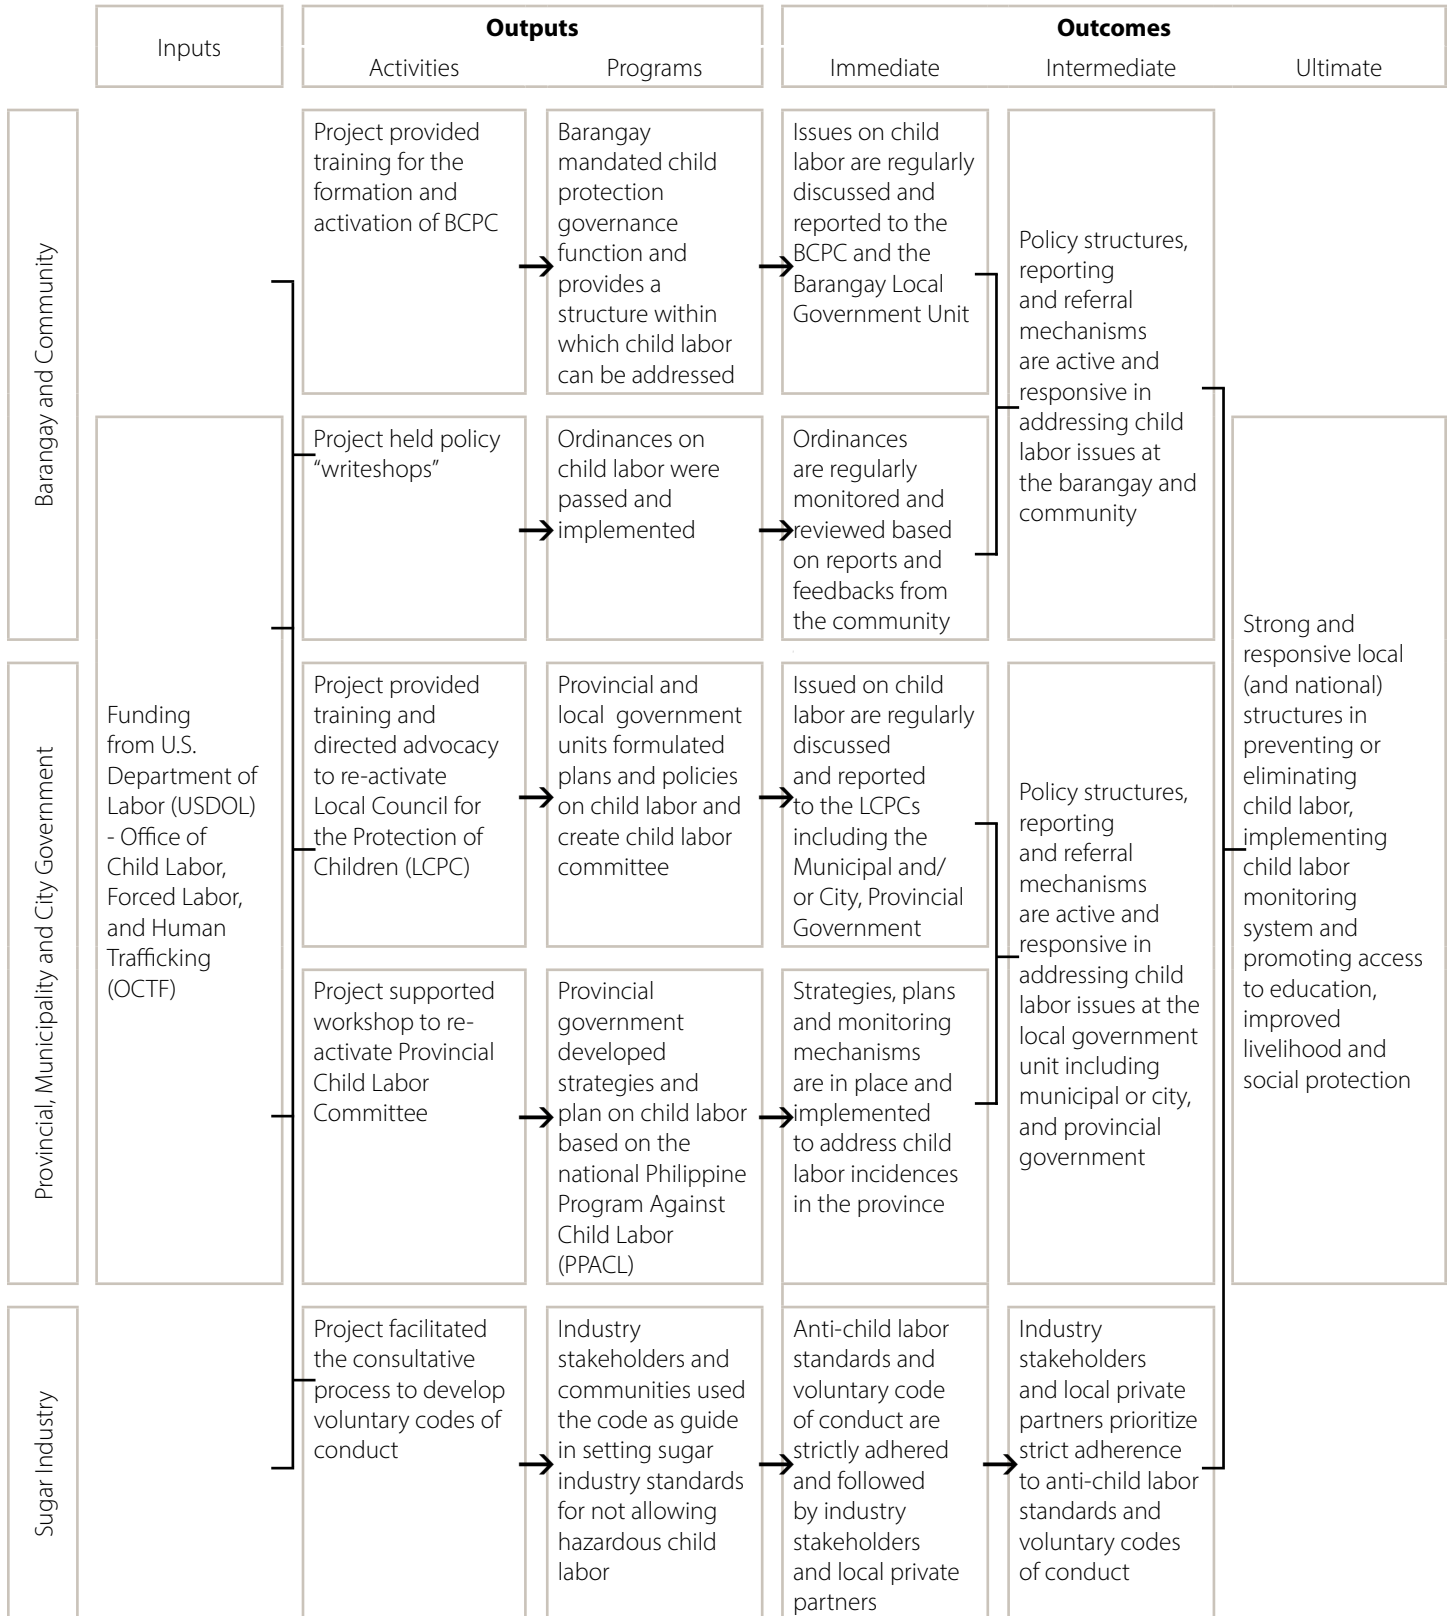 Inputs
Outputs
Activities
Programs
Outcomes
Immediate
Intermediate
Ultimate
Barangay and Community
Project provided
training for the
formation and
activation of BCPC
Barangay
mandated child
protection
governance
function and
provides a
structure within
which child labor
can be addressed
Issues on child
labor are regularly
discussed and
reported to the
BCPC and the
Barangay Local
Government Unit
Project held policy
“writeshops”
Ordinances on
child labor were
passed and
implemented
Ordinances
are regularly
monitored and
reviewed based
on reports and
feedbacks from
the community
Policy structures,
reporting
and referral
mechanisms
are active and
responsive in
addressing child
labor issues at
the barangay and
community
Provincial, Municipality and City Government
Funding
from U.S.
Department of
Labor (USDOL)
- Office of
Child Labor,
Forced Labor,
and Human
Trafficking
(OCTF)
Project provided
training and
directed advocacy
to re-activate
Local Council for
the Protection of
Children (LCPC)
Provincial and
local government
units formulated
plans and policies
on child labor and
create child labor
committee
Issued on child
labor are regularly
discussed
and reported
to the LCPCs
including the
Municipal and/
or City, Provincial
Government
Project supported
workshop to re-
activate Provincial
Child Labor
Committee
Provincial
government
developed
strategies and
plan on child labor
based on the
national Philippine
Program Against
Child Labor
(PPACL)
Strategies, plans
and monitoring
mechanisms
are in place and
implemented
to address child
labor incidences
in the province
Policy structures,
reporting
and referral
mechanisms
are active and
responsive in
addressing child
labor issues at the
local government
unit including
municipal or city,
and provincial
government
Strong and
responsive local
(and national)
structures in
preventing or
eliminating
child labor,
implementing
child labor
monitoring
system and
promoting access
to education,
improved
livelihood and
social protection
Sugar Industry
Project facilitated
the consultative
process to develop
voluntary codes of
conduct
Industry
stakeholders and
communities used
the code as guide
in setting sugar
industry standards
for not allowing
hazardous child
labor
Anti-child labor
standards and
voluntary code
of conduct are
strictly adhered
and followed
by industry
stakeholders
and local private
partners
Industry
stakeholders
and local private
partners prioritize
strict adherence
to anti-child labor
standards and
voluntary codes
of conduct